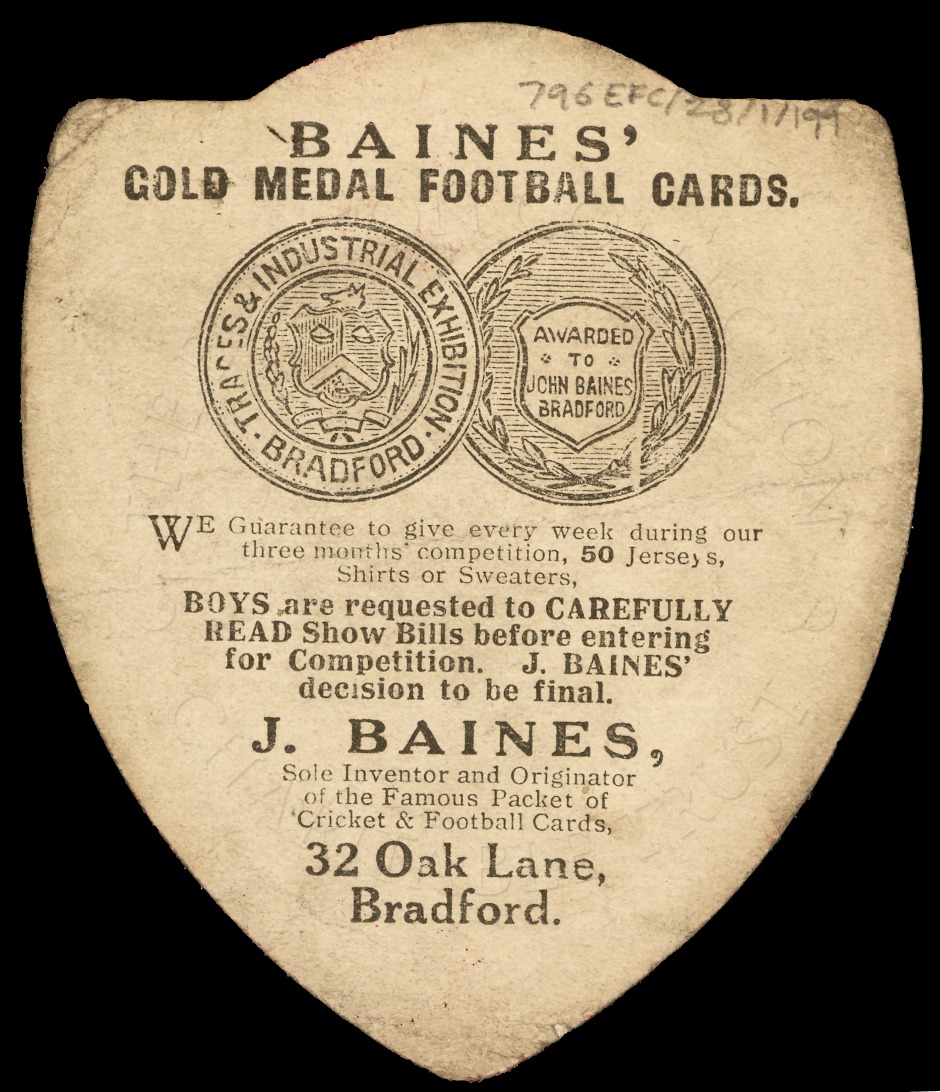 796 EFC/28/1/199
BAINES'
GOLD MEDAL FOOTBALL CARDS.
TRADES & INDUSTRIAL EXHIBITION · BRADFORD ·
AWARDED
TO
JOHN BAINES
BRADFORD
WE Guarantee to give every week during our
three months' competition, 50 Jerseys,
Shirts or Sweaters,
BOYS are requested to CAREFULLY
READ Show Bills before entering
for Competition. J. BAINES'
decision to be final.
J. BAINES,
Sole Inventor and Originator
of the Famous Packet of
Cricket & Football Cards,
32 Oak Lane,
Bradford.